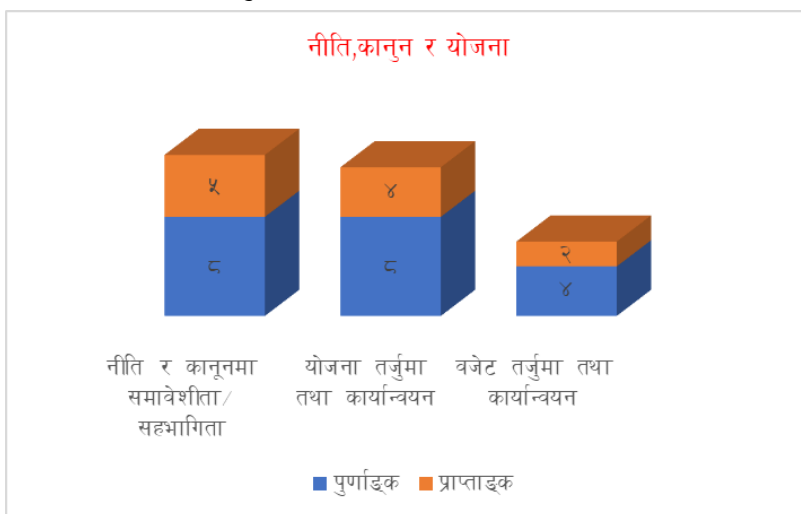 नीति,कानुन र योजना
५
४
२
८
८
४
नीति र कानूनमा
समावेशीता/
सहभागिता
योजना तर्जुमा
तथा कार्यान्वयन
वजेट तर्जुमा तथा
कार्यान्वयन
पुर्णाङ्क प्राप्ताङ्क